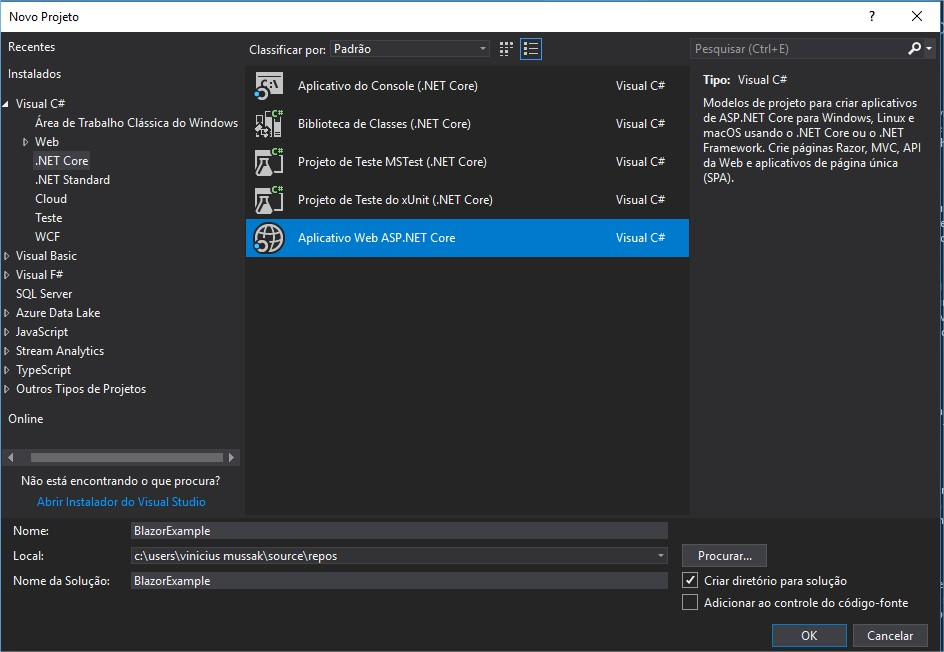 Novo Projeto
?
Recentes
Instalados
Visual C#
Área de Trabalho Clássica do Windows
Web
.NET Core
.NET Standard
Cloud
Teste
WCF
Visual Basic
Visual F#
SQL Server
Azure Data Lake
JavaScript
Stream Analytics
TypeScript
Outros Tipos de Projetos
Online
Não está encontrando o que procura?
Abrir Instalador do Visual Studio
Classificar por: Padrão
Aplicativo do Console (.NET Core) Visual C#
Biblioteca de Classes (.NET Core) Visual C#
Projeto de Teste MSTest (.NET Core) Visual C#
Projeto de Teste do xUnit (.NET Core) Visual C#
Aplicativo Web ASP.NET Core Visual C#
Pesquisar (Ctrl+E)
Tipo: Visual C#
Modelos de projeto para criar aplicativos
de ASP.NET Core para Windows, Linux e
macOS usando o .NET Core ou o .NET
Framework. Crie páginas Razor, MVC, API
da Web e aplicativos de página única
(SPA).
Nome: BlazorExample
Local: c:\users\vinicius mussak\source\repos
Procurar...
Nome da Solução: BlazorExample
Criar diretório para solução
Adicionar ao controle do código-fonte
OK
Cancelar